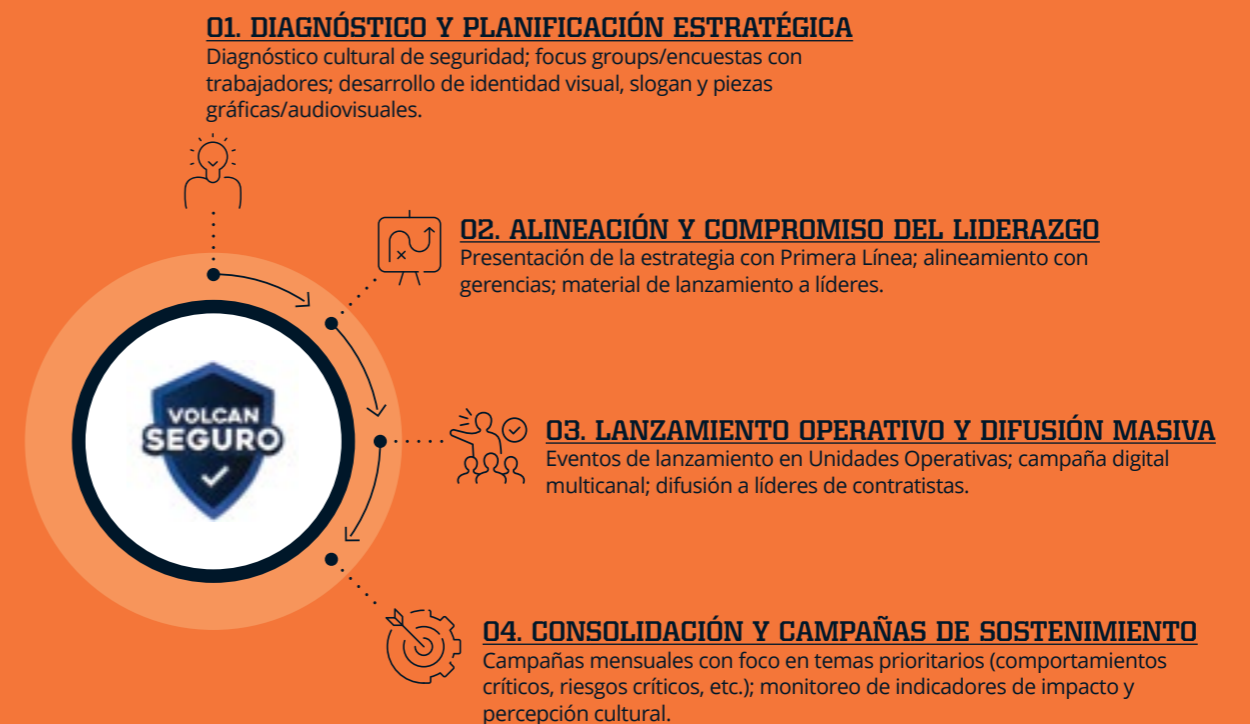 01. DIAGNÓSTICO Y PLANIFICACIÓN ESTRATÉGICA
Diagnóstico cultural de seguridad; focus groups/encuestas con
trabajadores; desarrollo de identidad visual, slogan y piezas
gráficas/audiovisuales.
02. ALINEACIÓN Y COMPROMISO DEL LIDERAZGO
Presentación de la estrategia con Primera Línea; alineamiento con
gerencias; material de lanzamiento a líderes.
VOLCAN
SEGURO
03. LANZAMIENTO OPERATIVO Y DIFUSIÓN MASIVA
Eventos de lanzamiento en Unidades Operativas; campaña digital
multicanal; difusión a líderes de contratistas.
04. CONSOLIDACIÓN Y CAMPAÑAS DE SOSTENIMIENTO
Campañas mensuales con foco en temas prioritarios (comportamientos
críticos, riesgos críticos, etc.); monitoreo de indicadores de impacto y
percepción cultural.